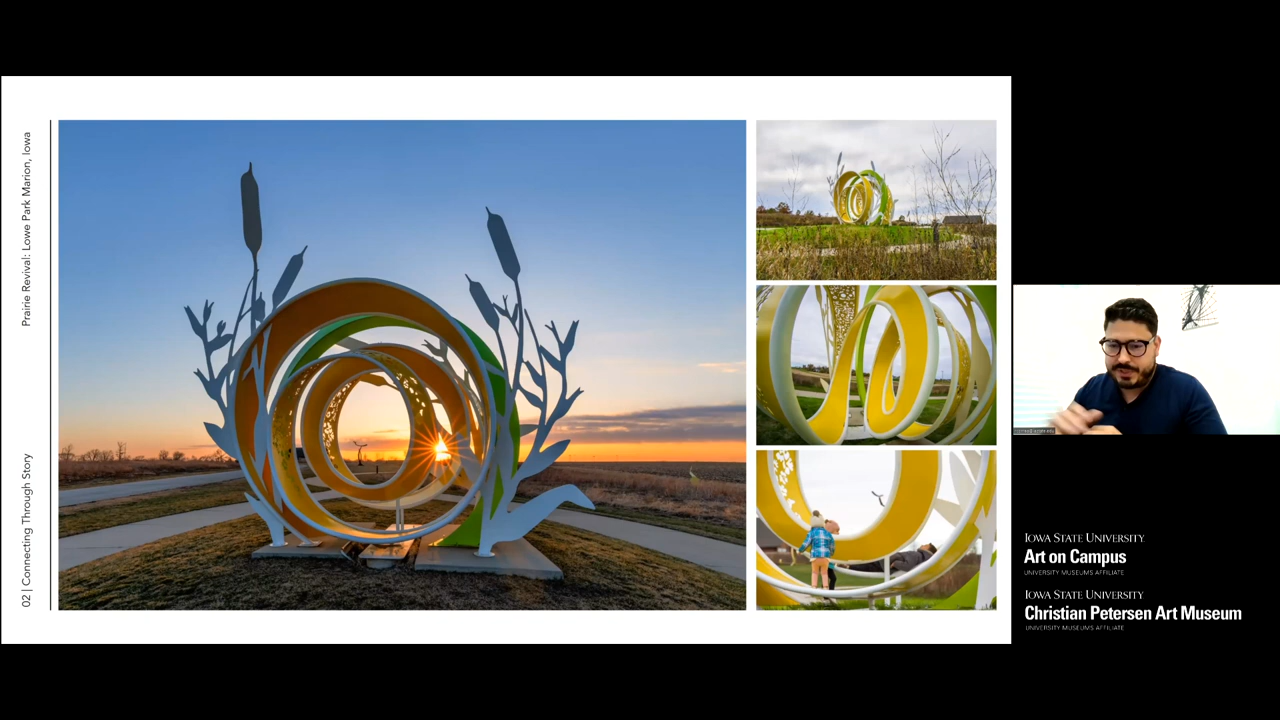 Prairie Revival: Lowe Park Marion, Iowa
02 | Connecting Through Story
IOWA STATE UNIVERSITY
Art on Campus
UNIVERSITY MUSEUMS AFFILIATE
IOWA STATE UNIVERSITY
Christian Petersen Art Museum
UNIVERSITY MUSEUMS AFFILIATE